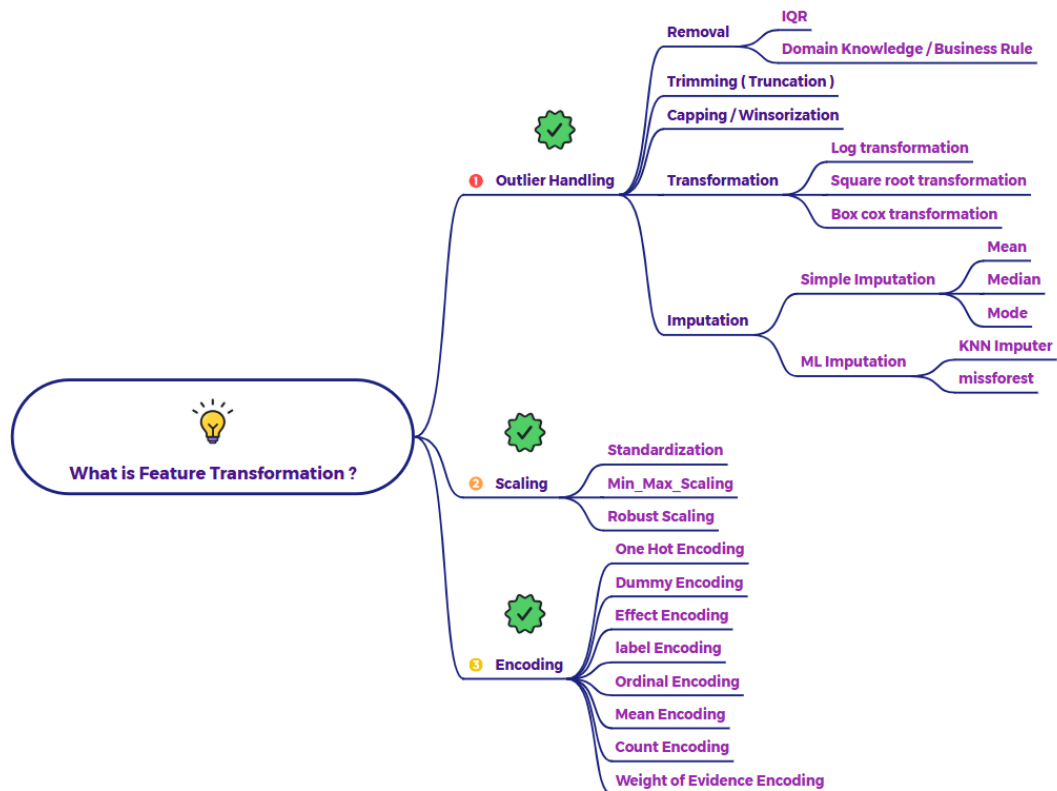 What is Feature Transformation ?
1 Outlier Handling
Removal
IQR
Domain Knowledge / Business Rule
Trimming ( Truncation )
Capping / Winsorization
Transformation
Log transformation
Square root transformation
Box cox transformation
Imputation
Simple Imputation
Mean
Median
Mode
ML Imputation
KNN Imputer
missforest
2 Scaling
Standardization
Min_Max_Scaling
Robust Scaling
3 Encoding
One Hot Encoding
Dummy Encoding
Effect Encoding
label Encoding
Ordinal Encoding
Mean Encoding
Count Encoding
Weight of Evidence Encoding